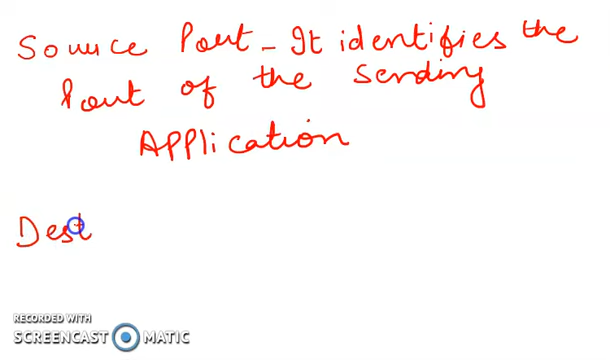 Source Port - It identifies the
Port of the sending
Application
Dest
RECORDED WITH
SCREENCAST MATIC